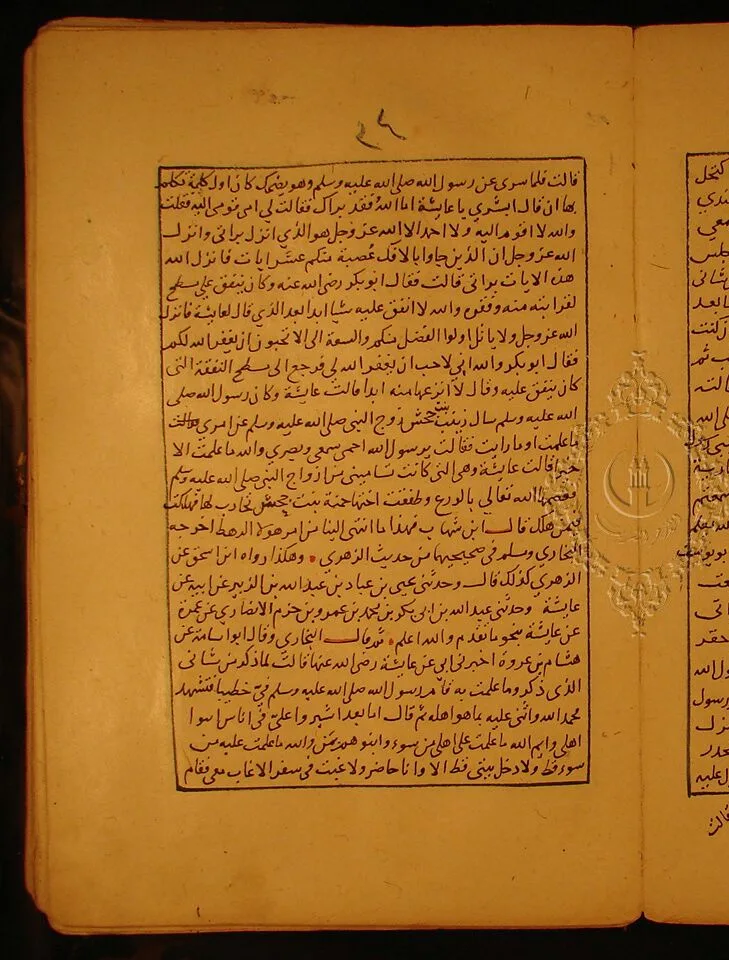 ٤٦
قالت فلما سري عن رسول الله صلى الله عليه وسلم وهو يضحك كان اول كلمة تكلم
بها ان قال ابشري يا عايشة اما الله فقد براك فقالت لي امي قومي اليه فقلت
والله لا اقوم اليه ولا احمد الا الله عز وجل هو الذي انزل براتي وانزل
الله عز وجل ان الذين جاوا بالافك عصبة منكم عشر ايات فانزل الله
هذه الايات براتي قالت فقال ابو بكر رضي الله عنه وكان ينفق على مسطح
لقرابته منه وفقره والله لا انفق عليه شيا ابدا بعد الذي قال لعايشة فانزل
الله عز وجل ولا ياتل اولوا الفضل منكم والسعة الى الا تحبون ان يغفر الله لكم
فقال ابو بكر والله اني لاحب ان يغفر الله لي فرجع الى مسطح النفقة التي
كان ينفق عليه وقال لا انزعها منه ابدا قالت عايشة وكان رسول الله صلى
الله عليه وسلم سال زينب بنت جحش زوج النبي صلى الله عليه وسلم عن امري
ما علمت او ما رايت فقالت يرسول الله احمي سمعي وبصري والله ما علمت الا
خيرا قالت عايشة وهي التي كانت تساميني من ازواج النبي صلى الله عليه وسلم
فعصمها الله تعالى بالورع وطفقت اختها حمنة بنت جحش تحارب لها فهلكت
فيمن هلك قال ابن شهاب فهذا ما انتهى الينا من امر هولا الرهط اخرجه
البخاري ومسلم في صحيحيهما من حديث الزهري وهكذا رواه ابن اسحق عن
الزهري كذلك قال وحدثني يحيى بن عباد بن عبد الله بن الزبير عن ابيه عن
عايشة وحدثني عبد الله بن ابي بكر بن محمد بن عمرو بن حزم الانصاري عن عمرة
عن عايشة بنحو ما تقدم والله اعلم ثم قال البخاري وقال ابو اسامة عن
هشام بن عروة اخبرني ابي عن عايشة رضي الله عنها قالت لما ذكر من شاني
الذي ذكر وما علمت به قام رسول الله صلى الله عليه وسلم في خطيبا فتشهد
محمد الله واثنى عليه بما هو اهله ثم قال اما بعد اشيروا علي في اناس ابنوا
اهلي وايم الله ما علمت على اهلي من سوء وابنوهم بمن والله ما علمت عليه من
سوء قط ولا دخل بيتي قط الا وانا حاضر ولا غبت في سفر الا غاب معي فقام